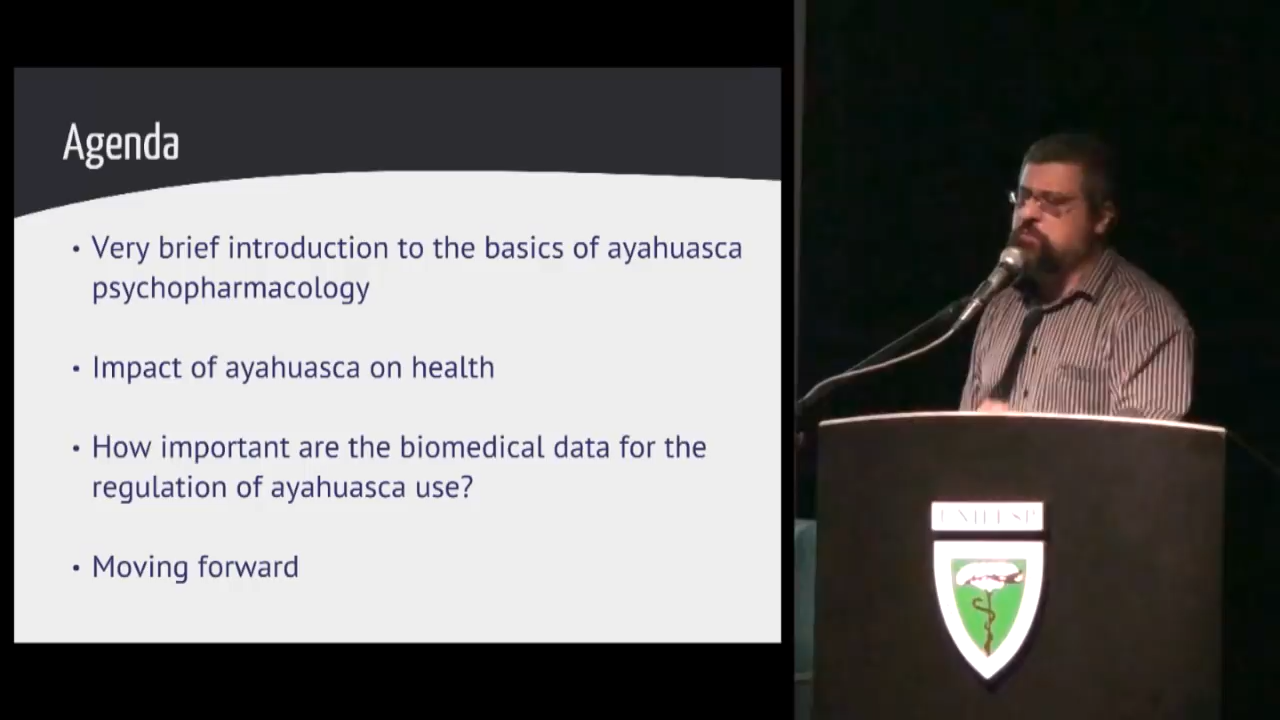 Agenda
• Very brief introduction to the basics of ayahuasca
psychopharmacology
• Impact of ayahuasca on health
• How important are the biomedical data for the
regulation of ayahuasca use?
• Moving forward
UNIFESP